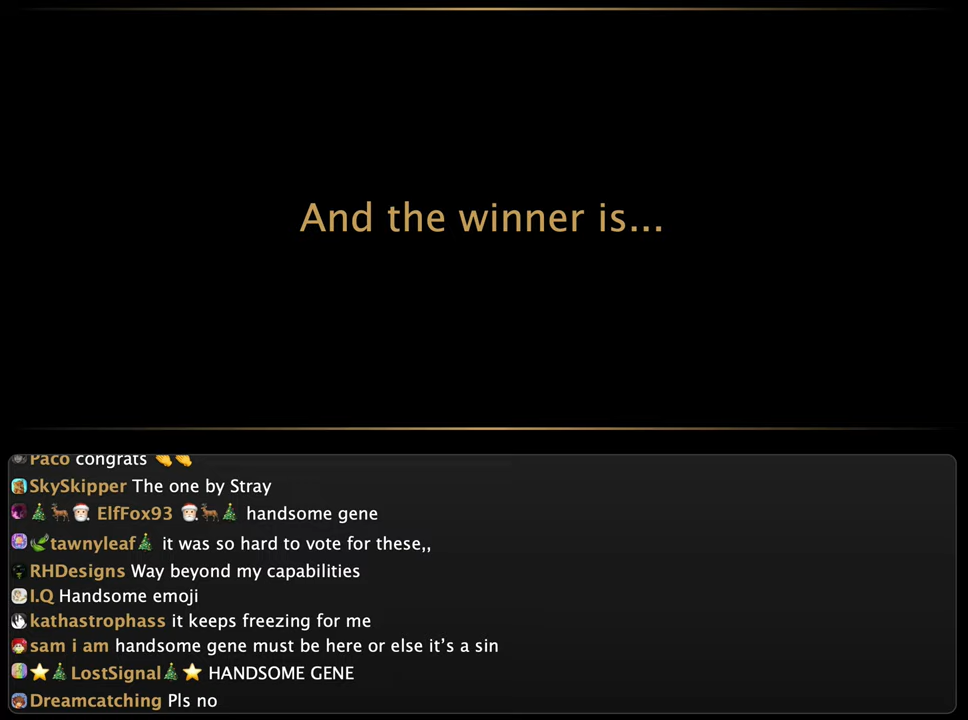 And the winner is...
Paco congrats 👏👏
SkySkipper The one by Stray
🎄🦌🎅🏻 ElfFox93 🎅🏻🦌🎄 handsome gene
🌿tawnyleaf🎄 it was so hard to vote for these,,
RHDesigns Way beyond my capabilities
I.Q Handsome emoji
kathastrophass it keeps freezing for me
sam i am handsome gene must be here or else it’s a sin
⭐🎄LostSignal🎄⭐ HANDSOME GENE
Dreamcatching Pls no